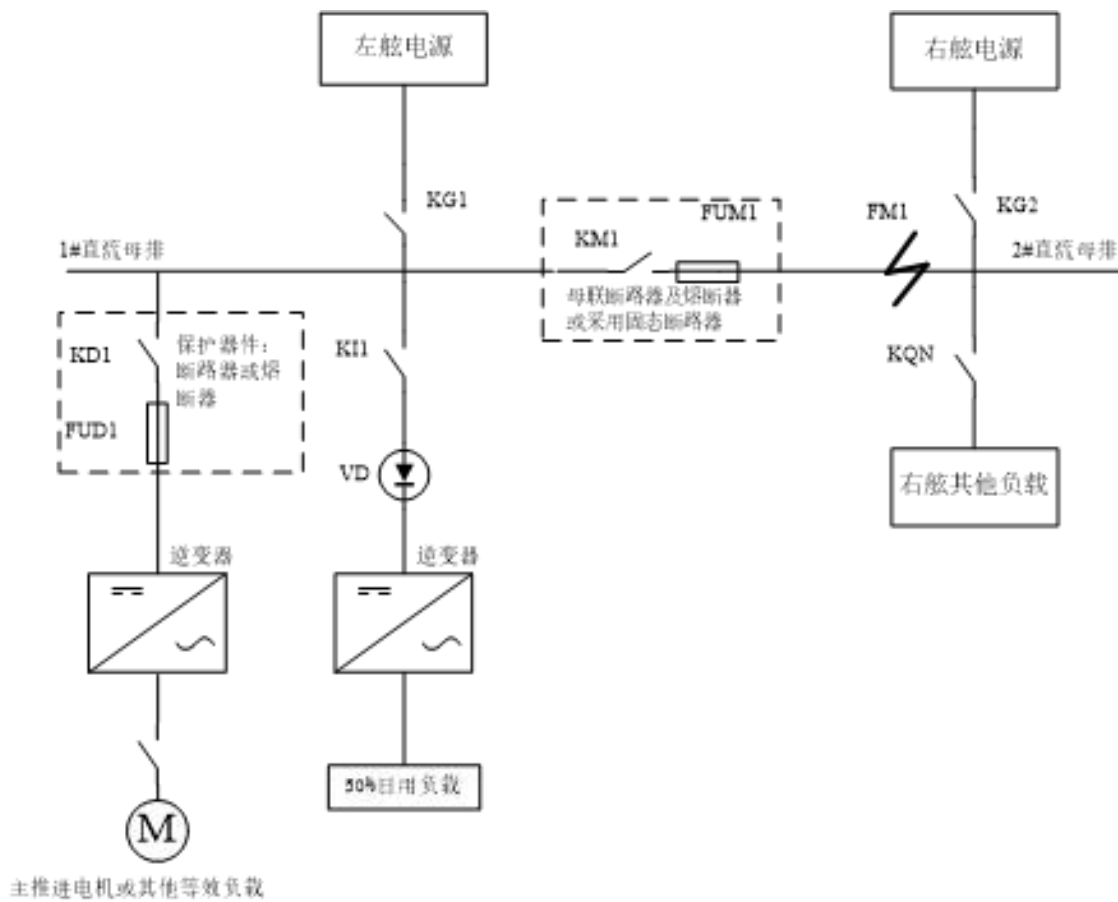 左舷电源
右舷电源
KG1
KG2
FUM1
FM1
KM1
1#直流母排
2#直流母排
母联断路器及熔断器
或采用固态断路器
KD1
保护器件：
断路器或熔
断器
KI1
KQN
FUD1
VD
右舷其他负载
逆变器
逆变器
50%日用负载
M
主推进电机或其他等效负载